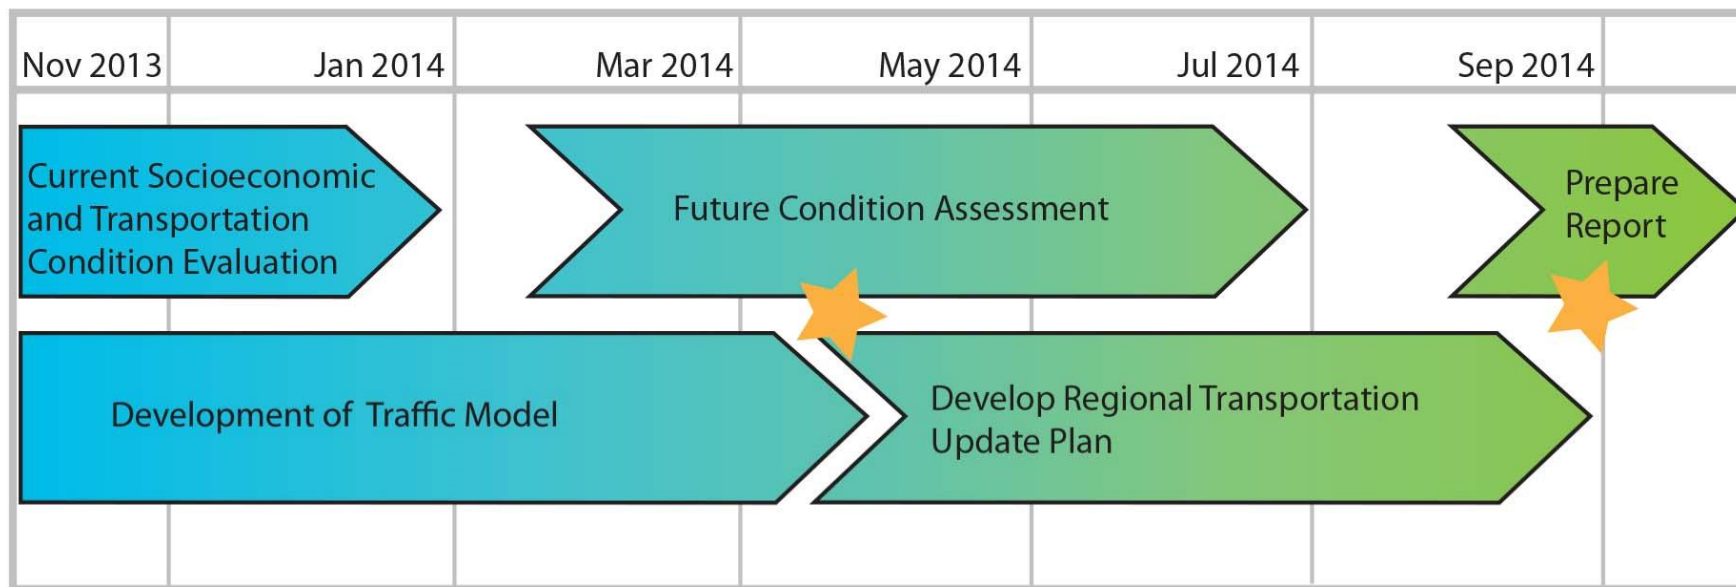 Nov 2013 Jan 2014 Mar 2014 May 2014 Jul 2014 Sep 2014
Current Socioeconomic
and Transportation
Condition Evaluation
Future Condition Assessment
Prepare
Report
Development of Traffic Model
Develop Regional Transportation
Update Plan